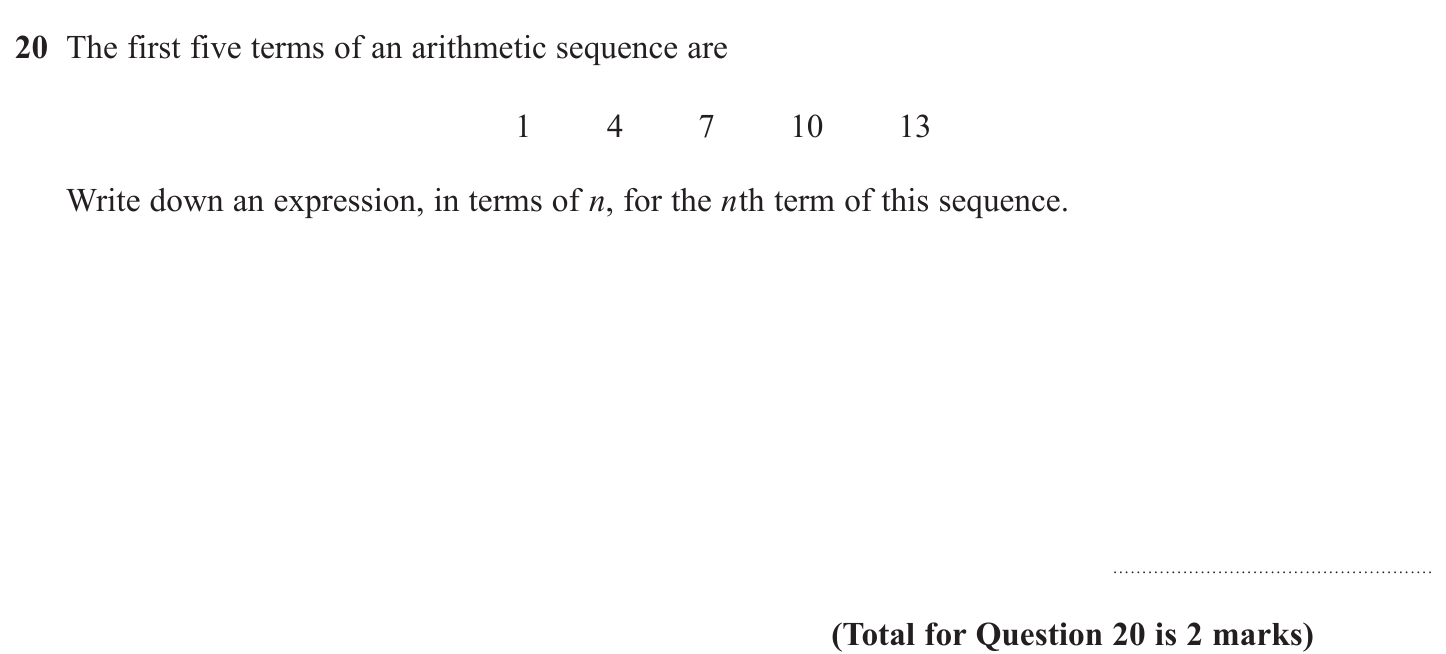 20 The first five terms of an arithmetic sequence are
1 4 7 10 13
Write down an expression, in terms of n, for the nth term of this sequence.
(Total for Question 20 is 2 marks)